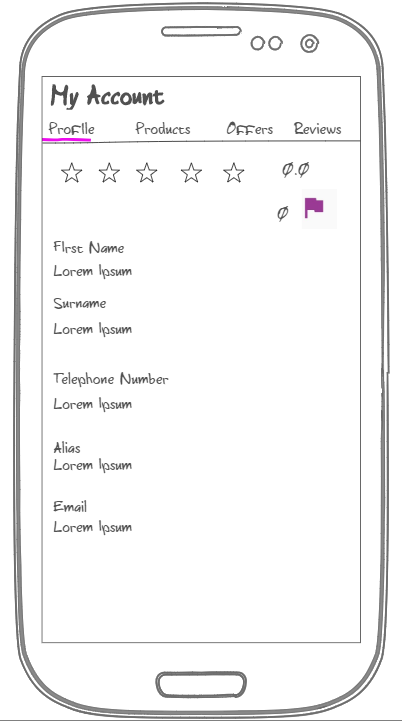 My Account
Profile Products Offers Reviews
0.0
0
First Name
Lorem Ipsum
Surname
Lorem Ipsum
Telephone Number
Lorem Ipsum
Alias
Lorem Ipsum
Email
Lorem Ipsum